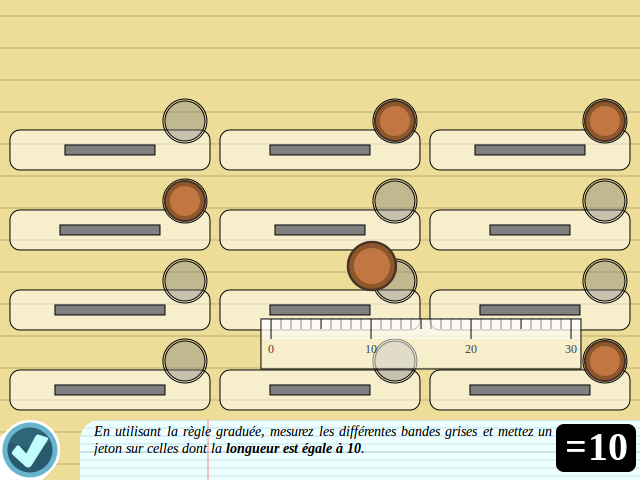 0 10 20 30
En utilisant la règle graduée, mesurez les différentes bandes grises et mettez un
jeton sur celles dont la longueur est égale à 10.
=10